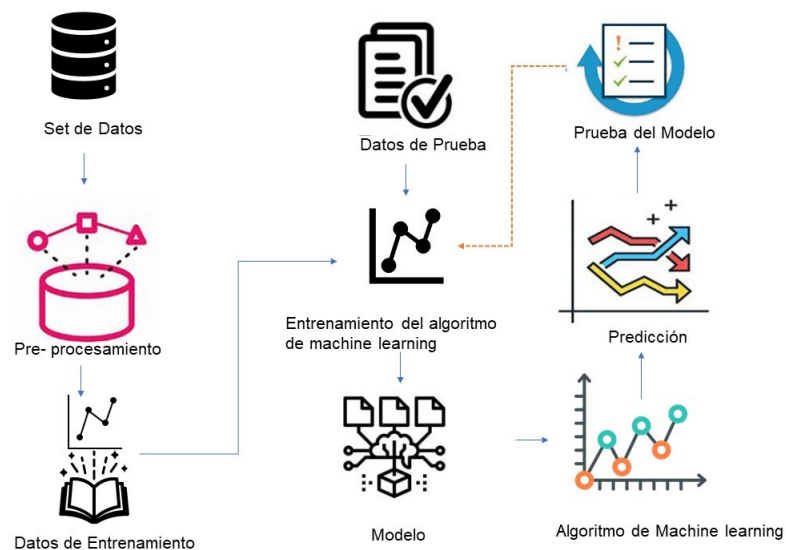 Set de Datos
Datos de Prueba
Prueba del Modelo
Pre- procesamiento
Entrenamiento del algoritmo
de machine learning
Predicción
Datos de Entrenamiento
Modelo
Algoritmo de Machine learning